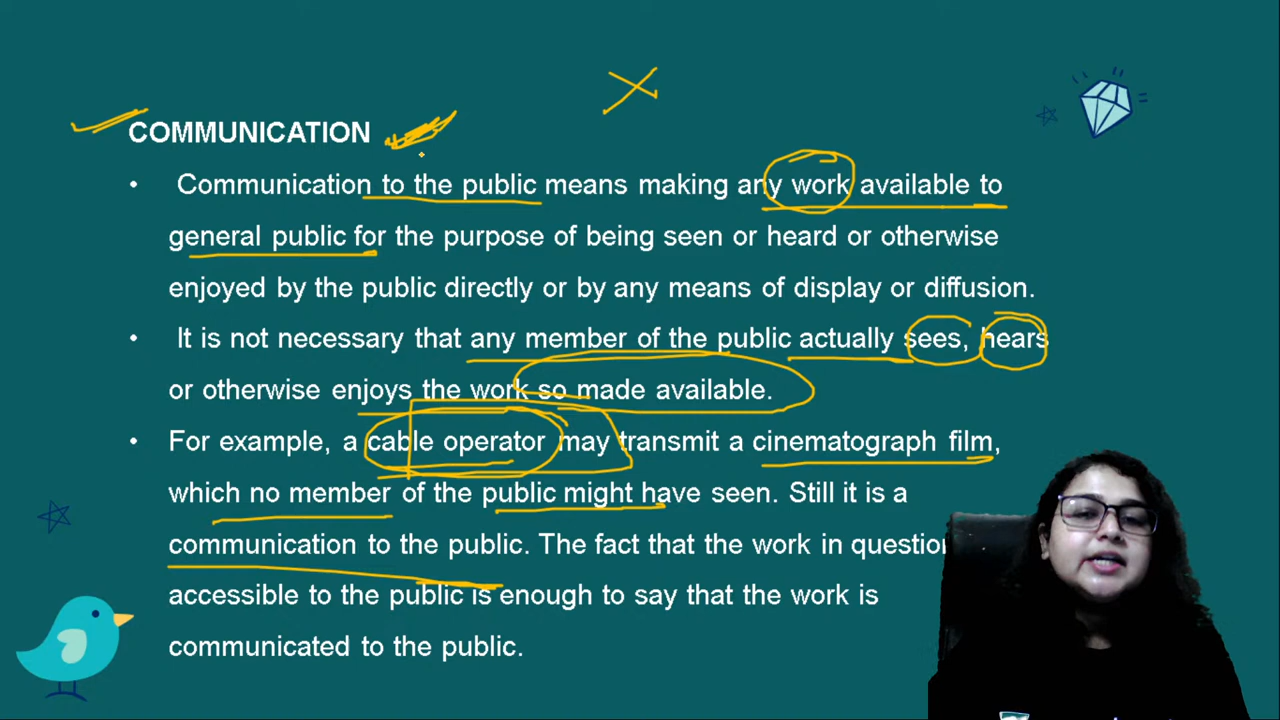 COMMUNICATION
• Communication to the public means making any work available to
general public for the purpose of being seen or heard or otherwise
enjoyed by the public directly or by any means of display or diffusion.
• It is not necessary that any member of the public actually sees, hears
or otherwise enjoys the work so made available.
• For example, a cable operator may transmit a cinematograph film,
which no member of the public might have seen. Still it is a
communication to the public. The fact that the work in question
accessible to the public is enough to say that the work is
communicated to the public.